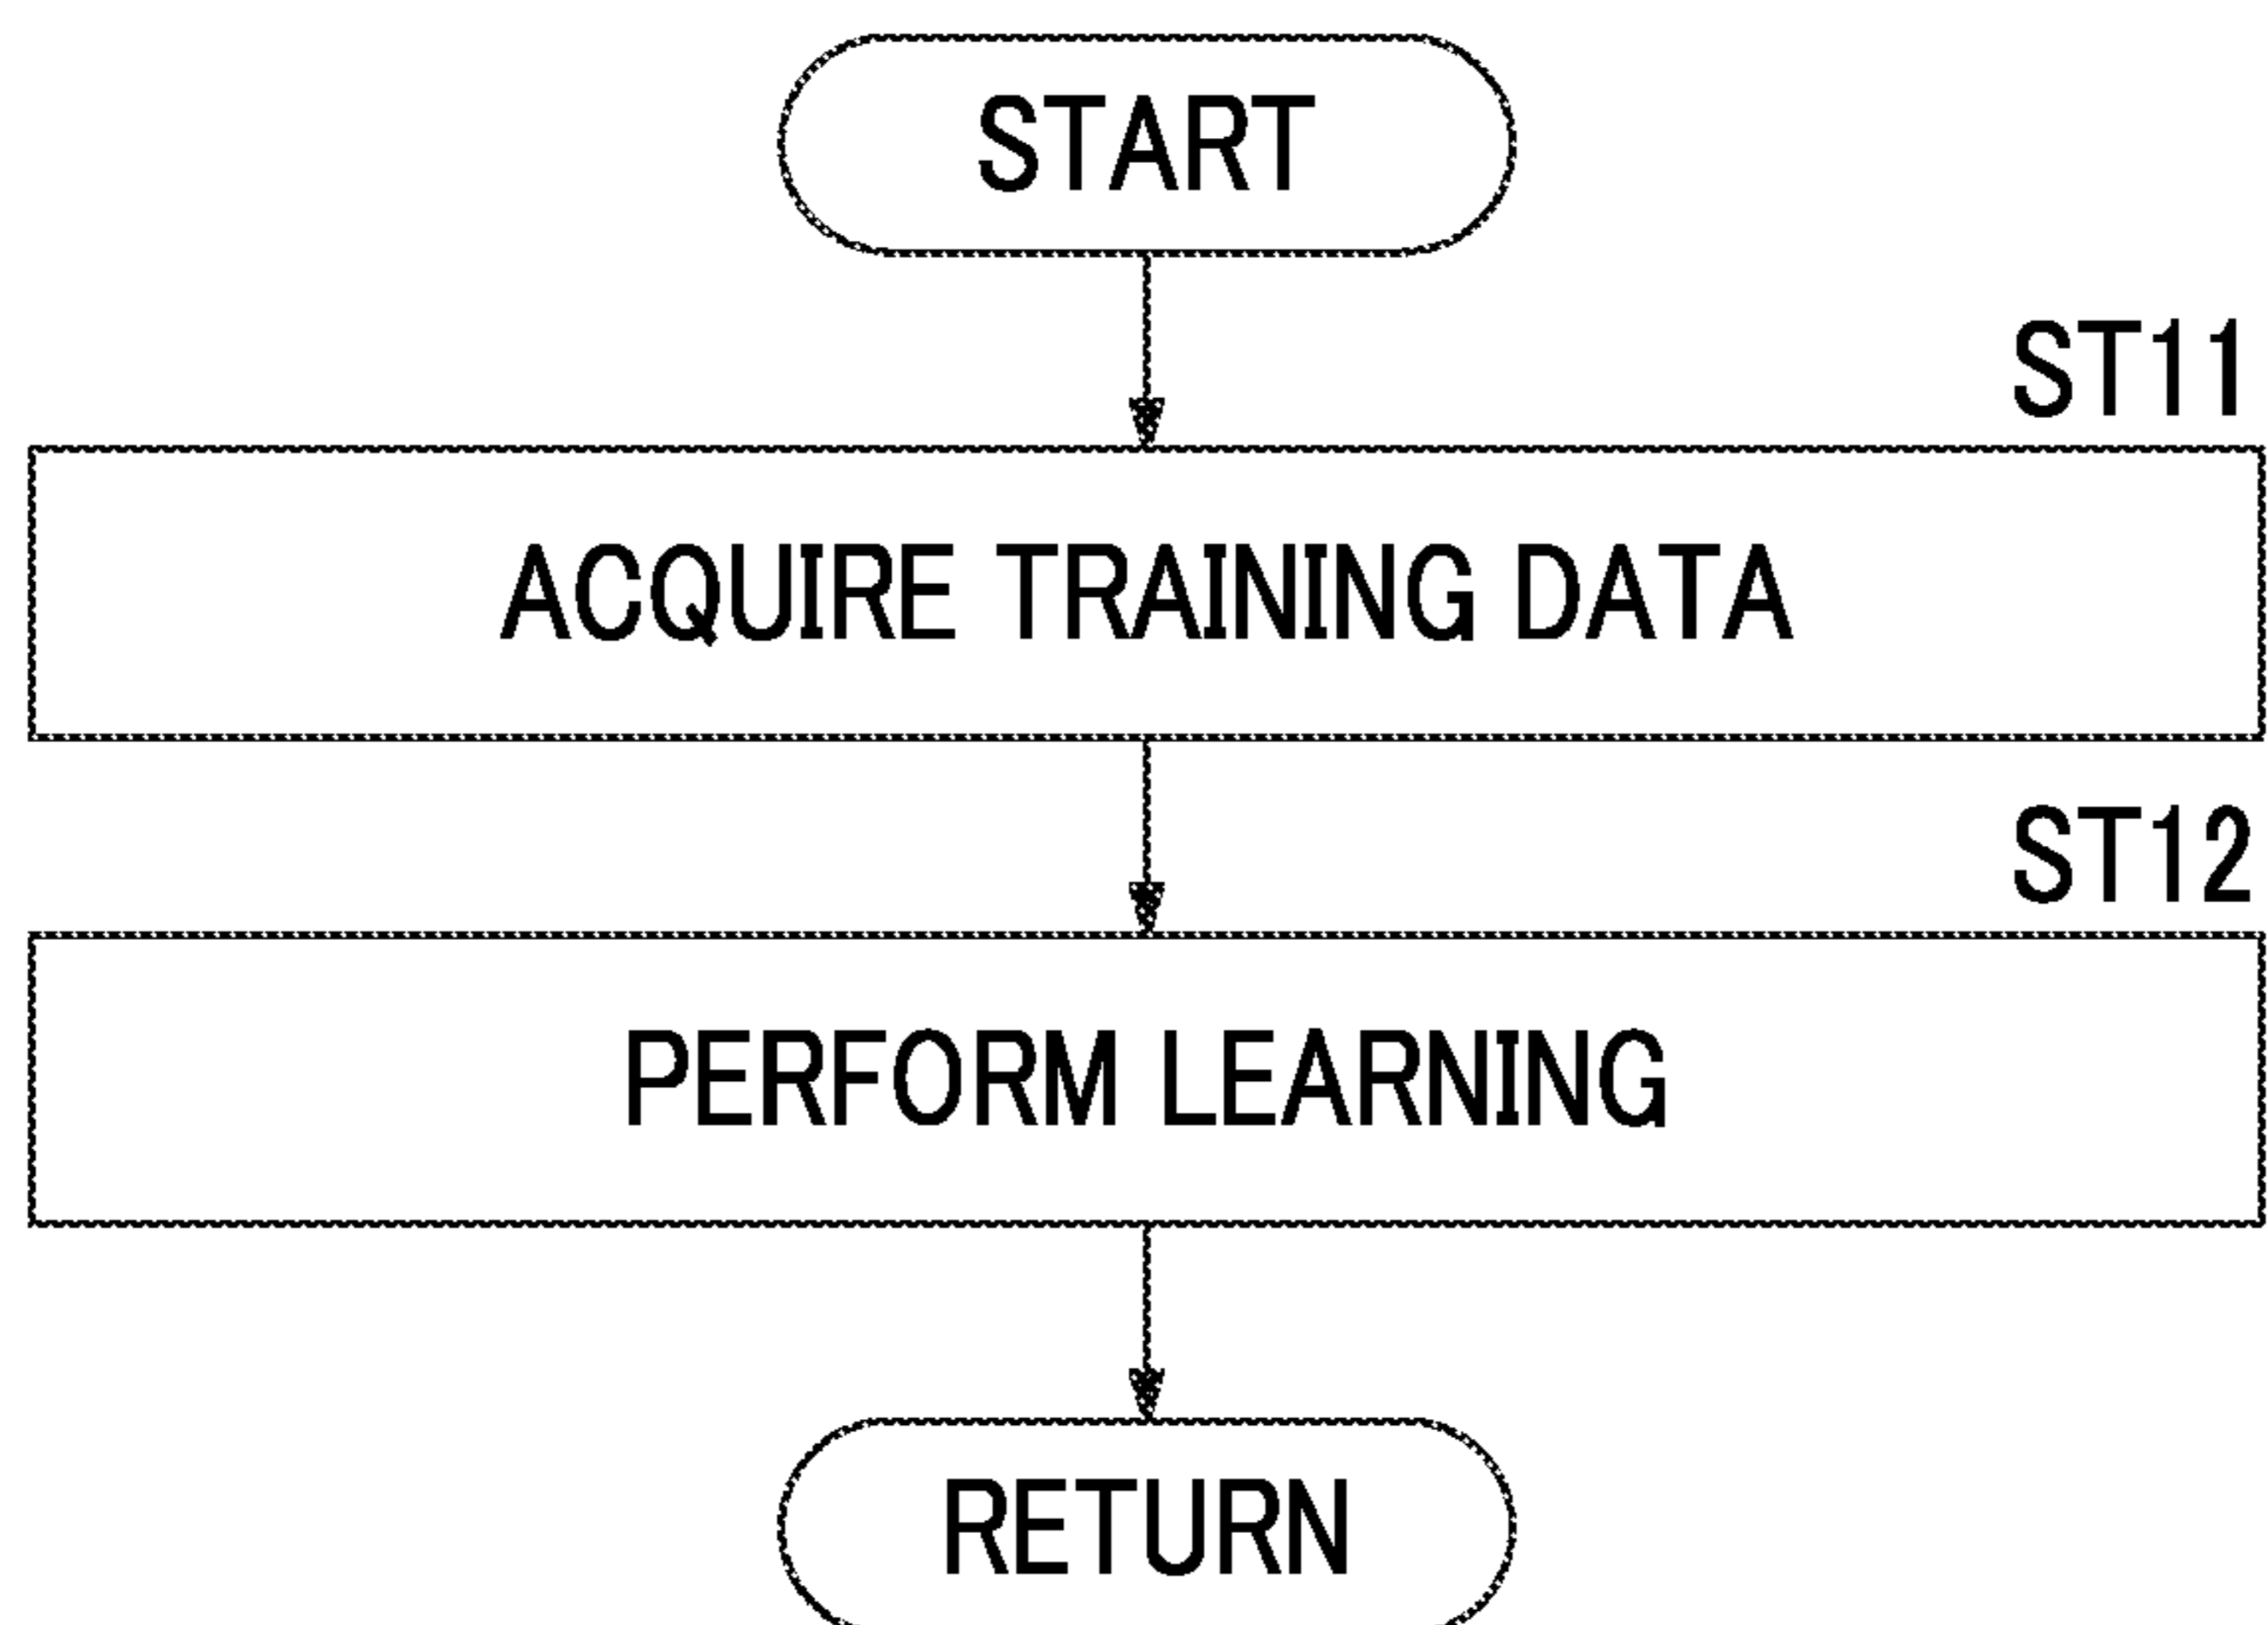 START
ST11
ACQUIRE TRAINING DATA
ST12
PERFORM LEARNING
RETURN